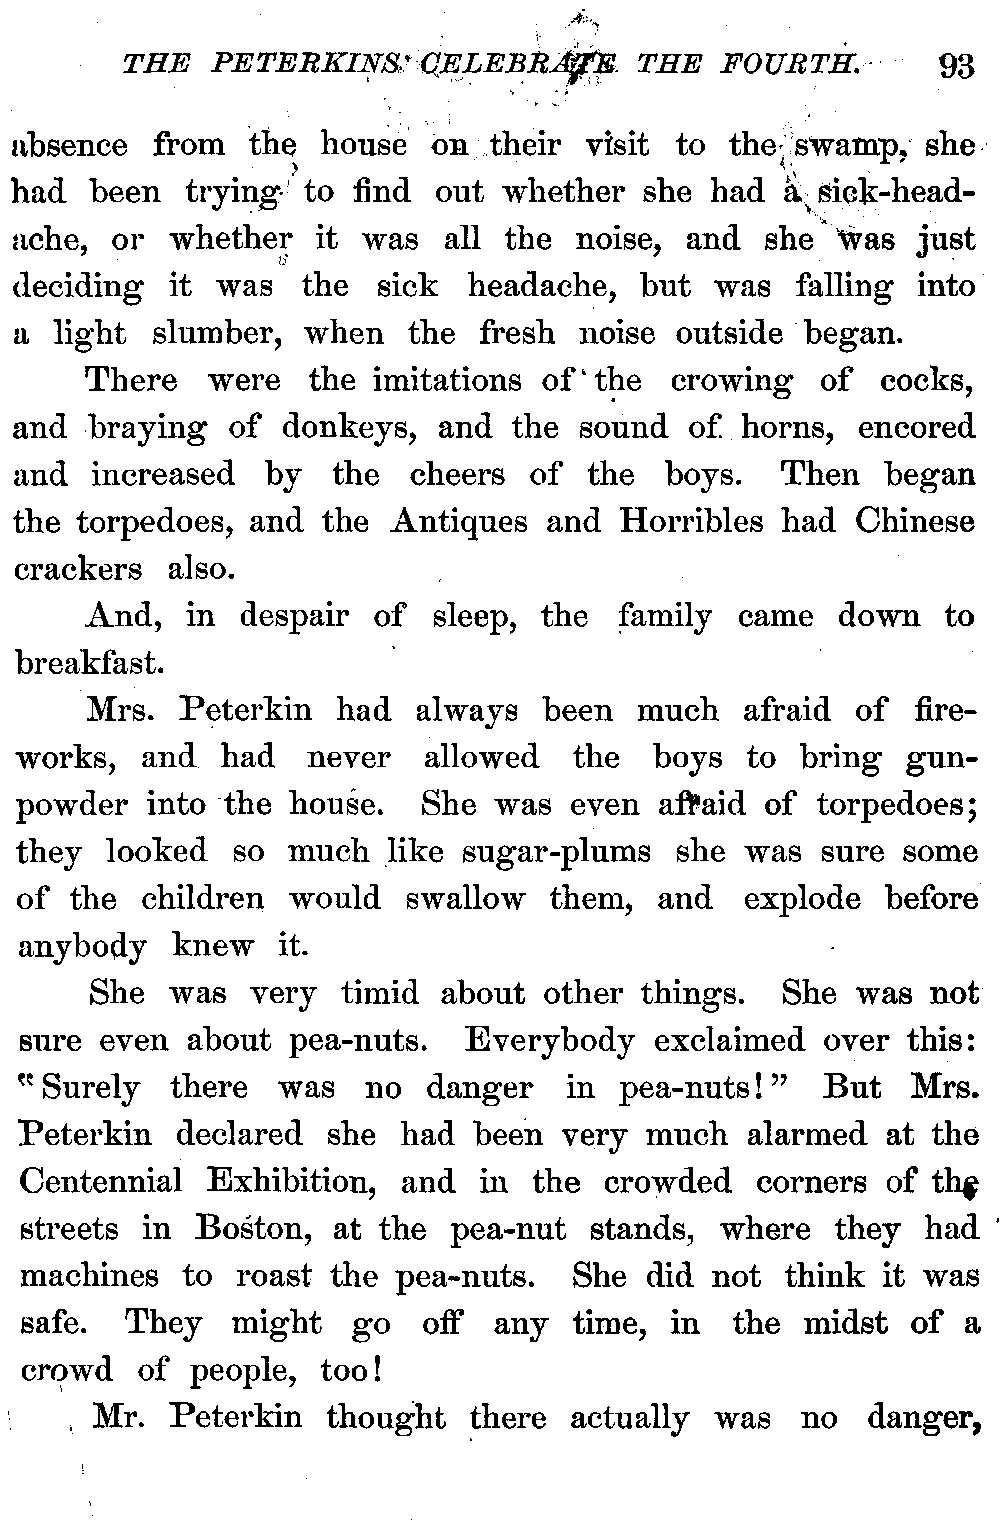 THE PETERKINS CELEBRATE THE FOURTH. 93
absence from the house on their visit to the swamp, she
had been trying to find out whether she had a sick-head-
ache, or whether it was all the noise, and she was just
deciding it was the sick headache, but was falling into
a light slumber, when the fresh noise outside began.
There were the imitations of the crowing of cocks,
and braying of donkeys, and the sound of horns, encored
and increased by the cheers of the boys. Then began
the torpedoes, and the Antiques and Horribles had Chinese
crackers also.
And, in despair of sleep, the family came down to
breakfast.
Mrs. Peterkin had always been much afraid of fire-
works, and had never allowed the boys to bring gun-
powder into the house. She was even afraid of torpedoes;
they looked so much like sugar-plums she was sure some
of the children would swallow them, and explode before
anybody knew it.
She was very timid about other things. She was not
sure even about pea-nuts. Everybody exclaimed over this:
"Surely there was no danger in pea-nuts!" But Mrs.
Peterkin declared she had been very much alarmed at the
Centennial Exhibition, and in the crowded corners of the
streets in Boston, at the pea-nut stands, where they had
machines to roast the pea-nuts. She did not think it was
safe. They might go off any time, in the midst of a
crowd of people, too!
Mr. Peterkin thought there actually was no danger,